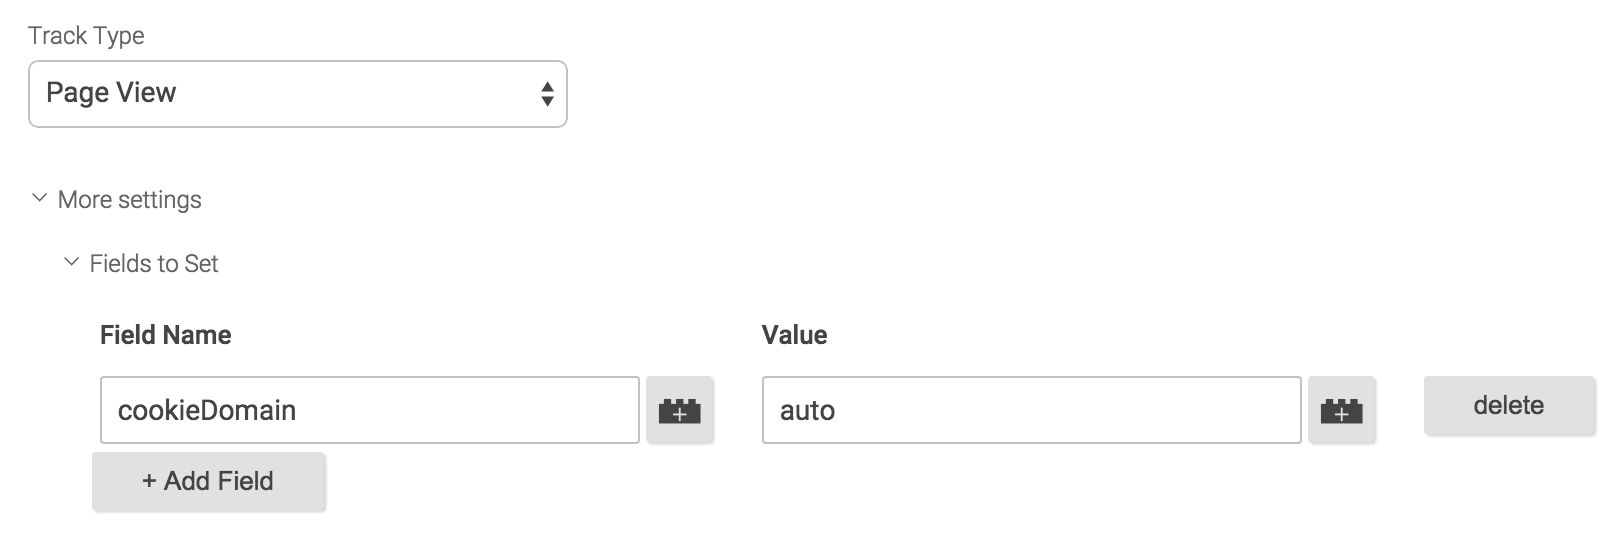 Track Type
Page View
More settings
Fields to Set
Field Name Value
cookieDomain auto delete
+ Add Field